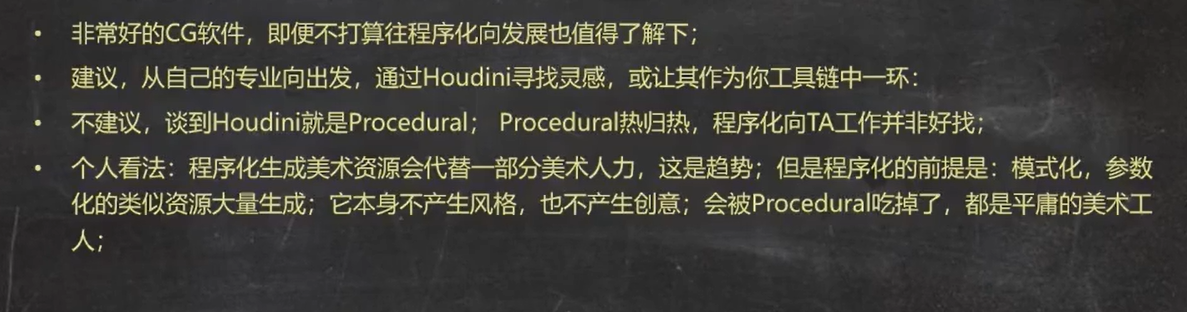 • 非常好的CG软件，即便不打算往程序化向发展也值得了解下；
• 建议，从自己的专业向出发，通过Houdini寻找灵感，或让其作为你工具链中一环：
• 不建议，谈到Houdini就是Procedural； Procedural热归热，程序化向TA工作并非好找；
• 个人看法：程序化生成美术资源会代替一部分美术人力，这是趋势；但是程序化的前提是：模式化，参数
化的类似资源大量生成；它本身不产生风格，也不产生创意；会被Procedural吃掉了，都是平庸的美术工
人；